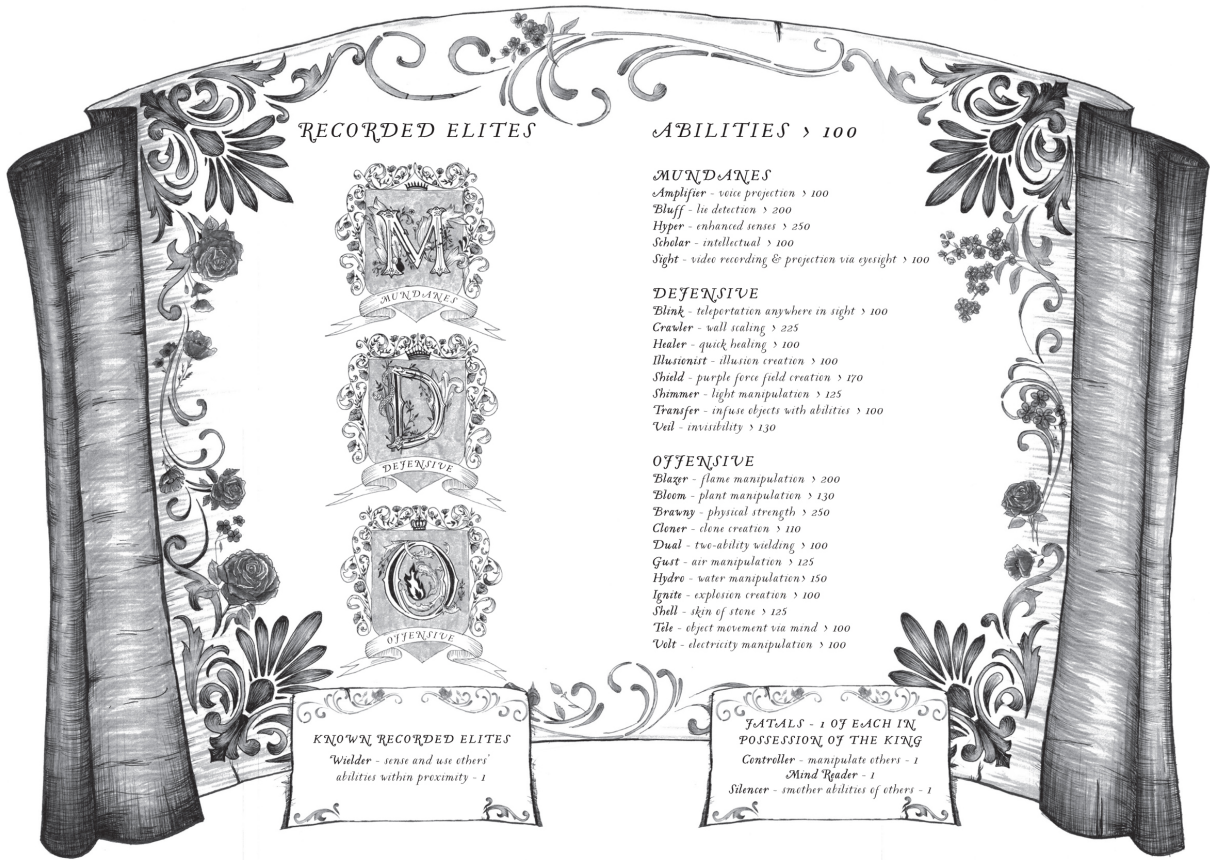 RECORDED ELITES
M
MUNDANES
D
DEFENSIVE
O
OFFENSIVE
ABILITIES > 100
MUNDANES
Amplifier - voice projection > 100
Bluff - lie detection > 200
Hyper - enhanced senses > 250
Scholar - intellectual > 100
Sight - video recording & projection via eyesight > 100
DEFENSIVE
Blink - teleportation anywhere in sight > 100
Crawler - wall scaling > 225
Healer - quick healing > 100
Illusionist - illusion creation > 100
Shield - purple force field creation > 170
Shimmer - light manipulation > 125
Transfer - infuse objects with abilities > 100
Veil - invisibility > 130
OFFENSIVE
Blazer - flame manipulation > 200
Bloom - plant manipulation > 130
Brawny - physical strength > 250
Cloner - clone creation > 110
Dual - two-ability wielding > 100
Gust - air manipulation > 125
Hydro - water manipulation> 150
Ignite - explosion creation > 100
Shell - skin of stone > 125
Tele - object movement via mind > 100
Volt - electricity manipulation > 100
KNOWN RECORDED ELITES
Wielder - sense and use others'
abilities within proximity - 1
FATALS - 1 OF EACH IN
POSSESSION OF THE KING
Controller - manipulate others - 1
Mind Reader - 1
Silencer - smother abilities of others - 1